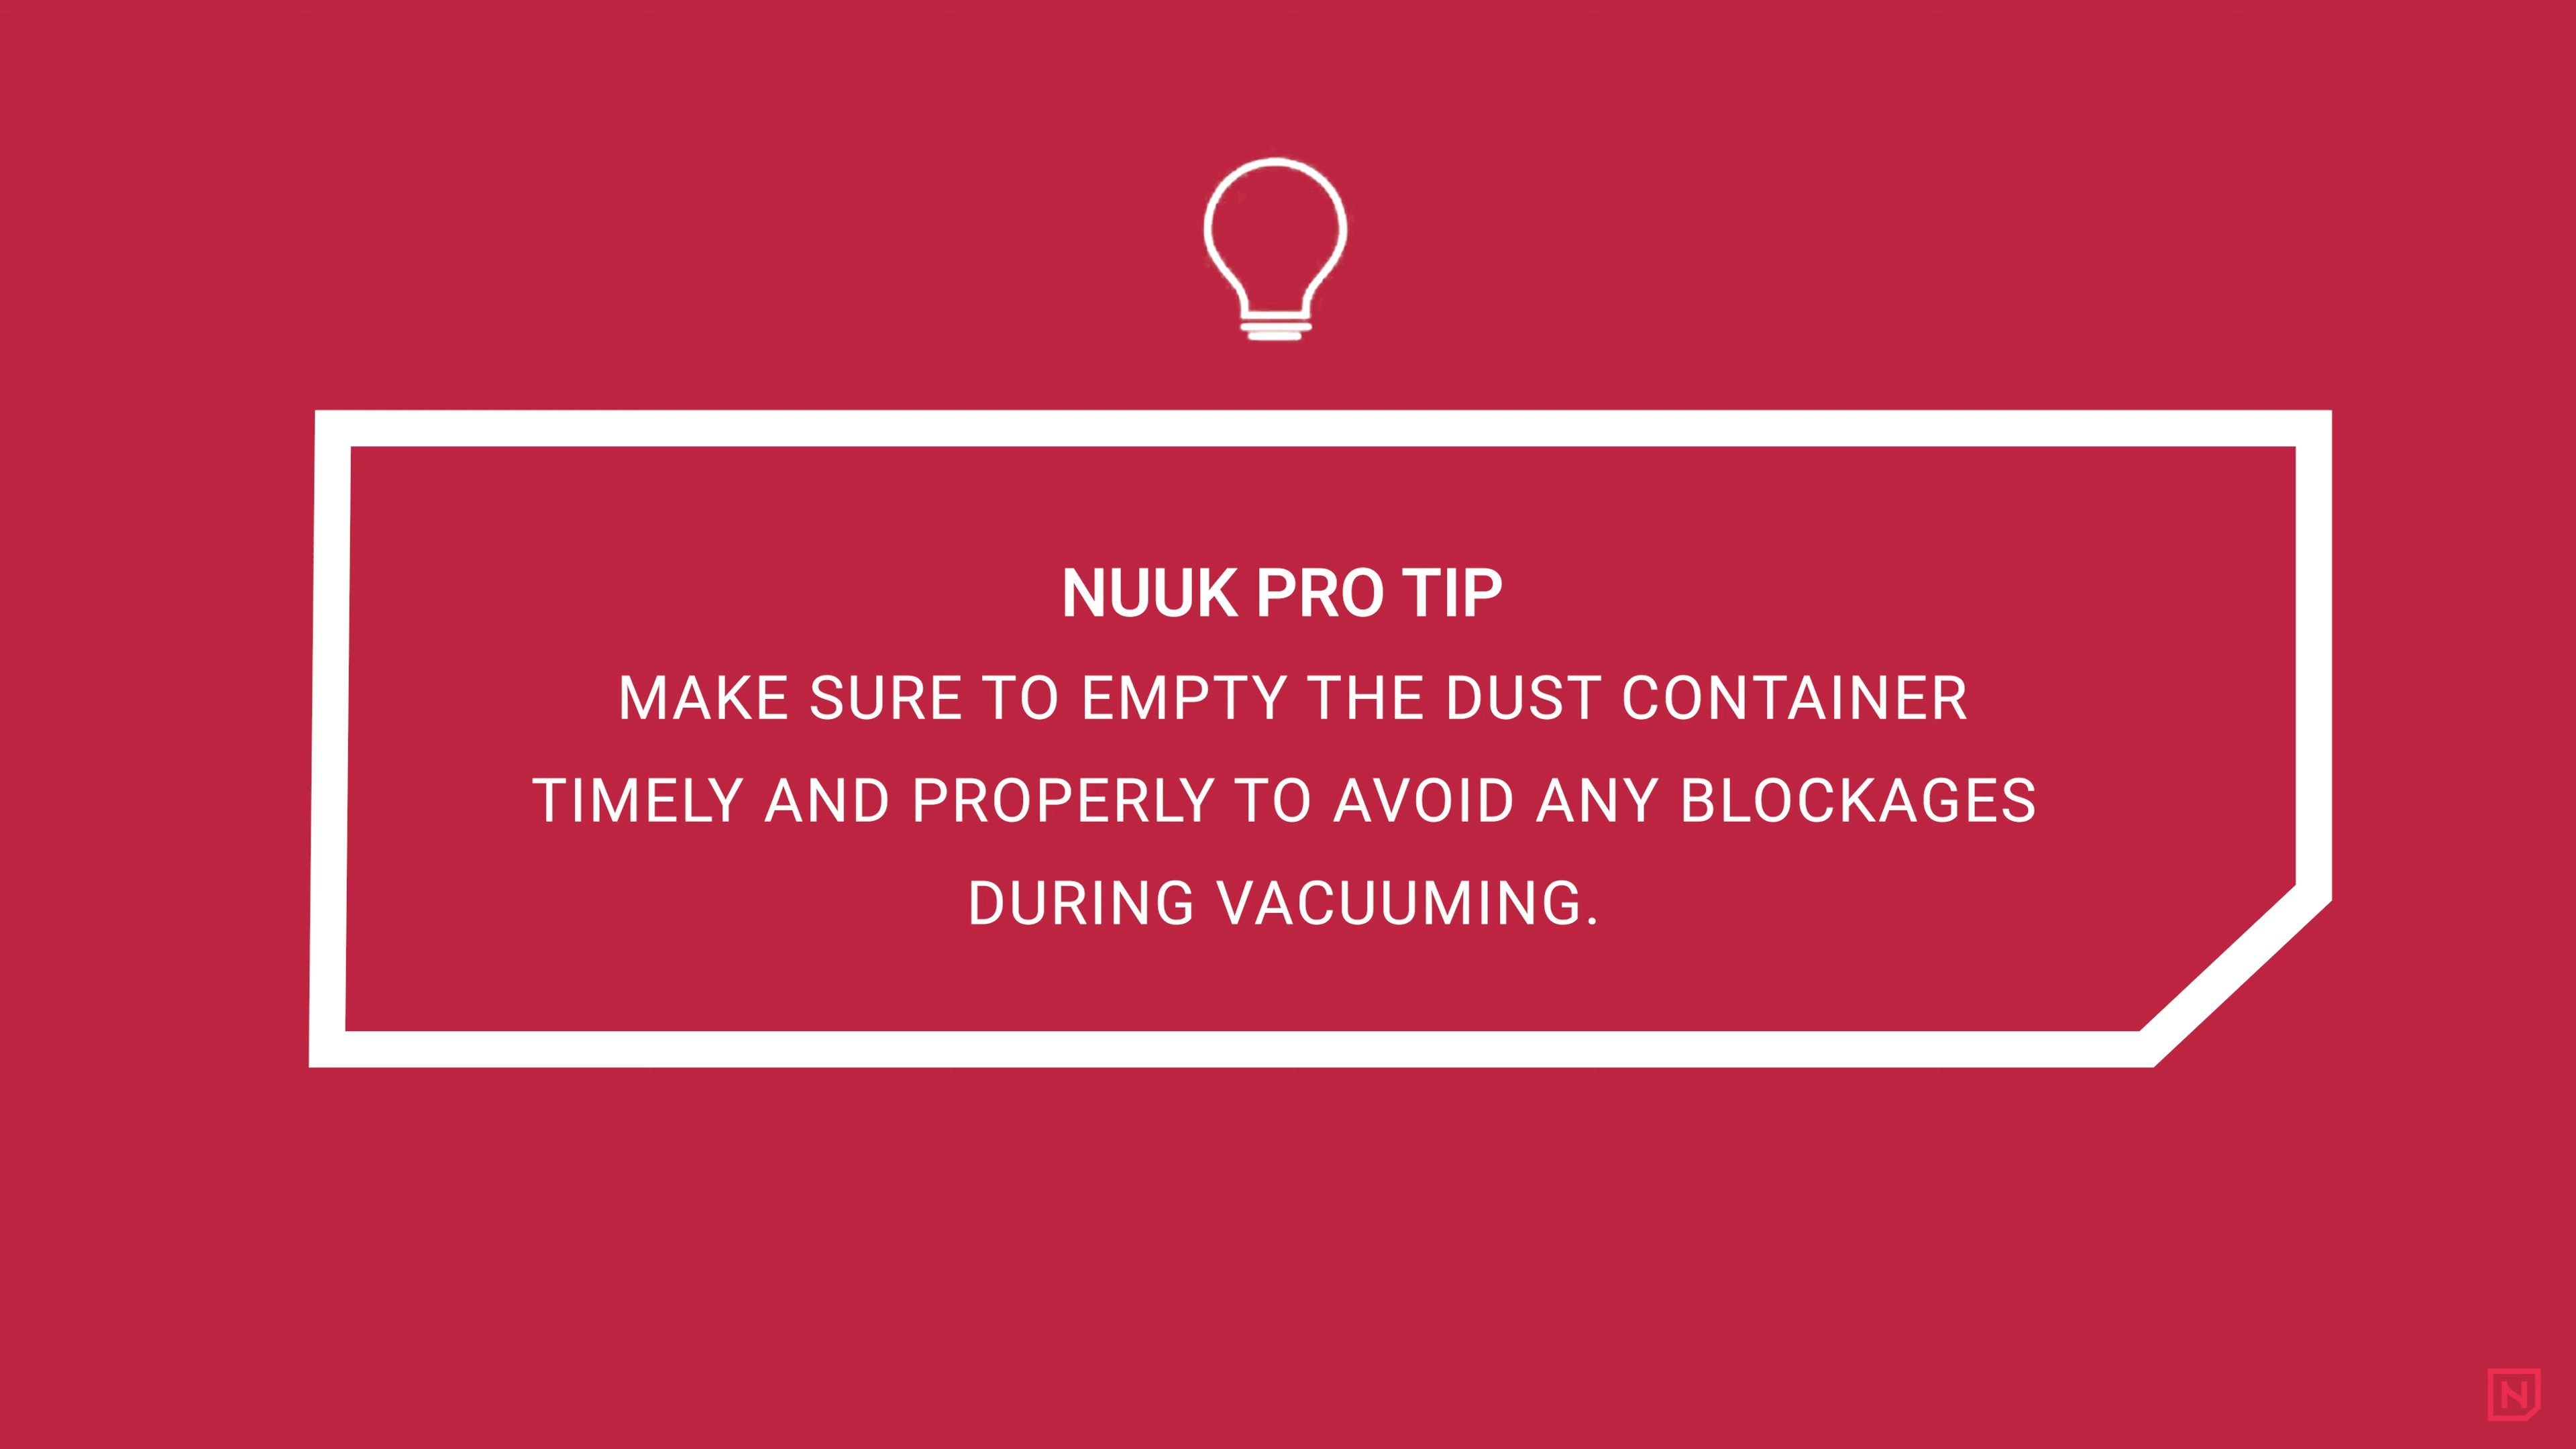 NUUK PRO TIP
MAKE SURE TO EMPTY THE DUST CONTAINER
TIMELY AND PROPERLY TO AVOID ANY BLOCKAGES
DURING VACUUMING.
N